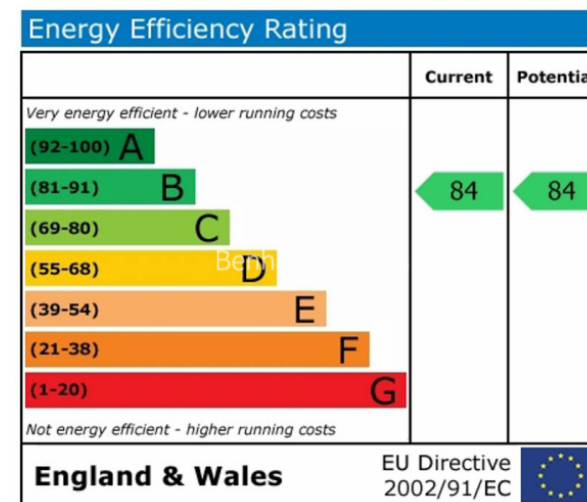 Energy Efficiency Rating
Current Potentia
Very energy efficient - lower running costs
(92-100) A
(81-91) B 84 84
(69-80) C
(55-68) D
Benh
(39-54) E
(21-38) F
(1-20) G
Not energy efficient - higher running costs
England & Wales
EU Directive
2002/91/EC